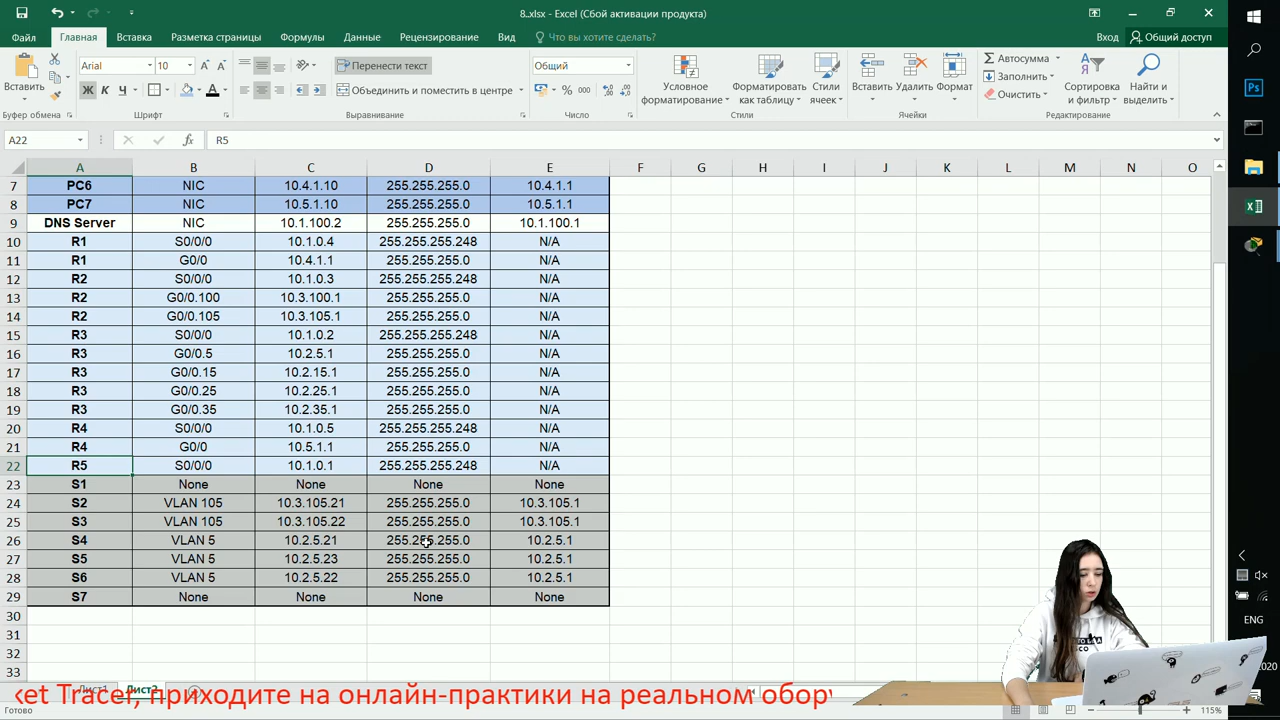 8..xlsx - Excel (Сбой активации продукта)
Файл Главная Вставка Разметка страницы Формулы Данные Рецензирование Вид Что вы хотите сделать? Вход Общий доступ
Вставить
Буфер обмена
Arial 10
Ж К Ч А
Шрифт
Перенести текст
Объединить и поместить в центре
Выравнивание
Общий
% 000
Число
Условное форматирование
Форматировать как таблицу
Стили ячеек
Стили
Вставить Удалить Формат
Ячейки
Автосумма
Заполнить
Очистить
Сортировка и фильтр
Найти и выделить
Редактирование
A22 fx R5
A B C D E F G H I J K L M N O
7 PC6 NIC 10.4.1.10 255.255.255.0 10.4.1.1
8 PC7 NIC 10.5.1.10 255.255.255.0 10.5.1.1
9 DNS Server NIC 10.1.100.2 255.255.255.0 10.1.100.1
10 R1 S0/0/0 10.1.0.4 255.255.255.248 N/A
11 R1 G0/0 10.4.1.1 255.255.255.0 N/A
12 R2 S0/0/0 10.1.0.3 255.255.255.248 N/A
13 R2 G0/0.100 10.3.100.1 255.255.255.0 N/A
14 R2 G0/0.105 10.3.105.1 255.255.255.0 N/A
15 R3 S0/0/0 10.1.0.2 255.255.255.248 N/A
16 R3 G0/0.5 10.2.5.1 255.255.255.0 N/A
17 R3 G0/0.15 10.2.15.1 255.255.255.0 N/A
18 R3 G0/0.25 10.2.25.1 255.255.255.0 N/A
19 R3 G0/0.35 10.2.35.1 255.255.255.0 N/A
20 R4 S0/0/0 10.1.0.5 255.255.255.248 N/A
21 R4 G0/0 10.5.1.1 255.255.255.0 N/A
22 R5 S0/0/0 10.1.0.1 255.255.255.248 N/A
23 S1 None None None None
24 S2 VLAN 105 10.3.105.21 255.255.255.0 10.3.105.1
25 S3 VLAN 105 10.3.105.22 255.255.255.0 10.3.105.1
26 S4 VLAN 5 10.2.5.21 255.255.255.0 10.2.5.1
27 S5 VLAN 5 10.2.5.23 255.255.255.0 10.2.5.1
28 S6 VLAN 5 10.2.5.22 255.255.255.0 10.2.5.1
29 S7 None None None None
30
31
32
33
Лист1 Лист2
ket Tracer, приходите на онлайн-практики на реальном обору
Готово
115%
Ps
ENG